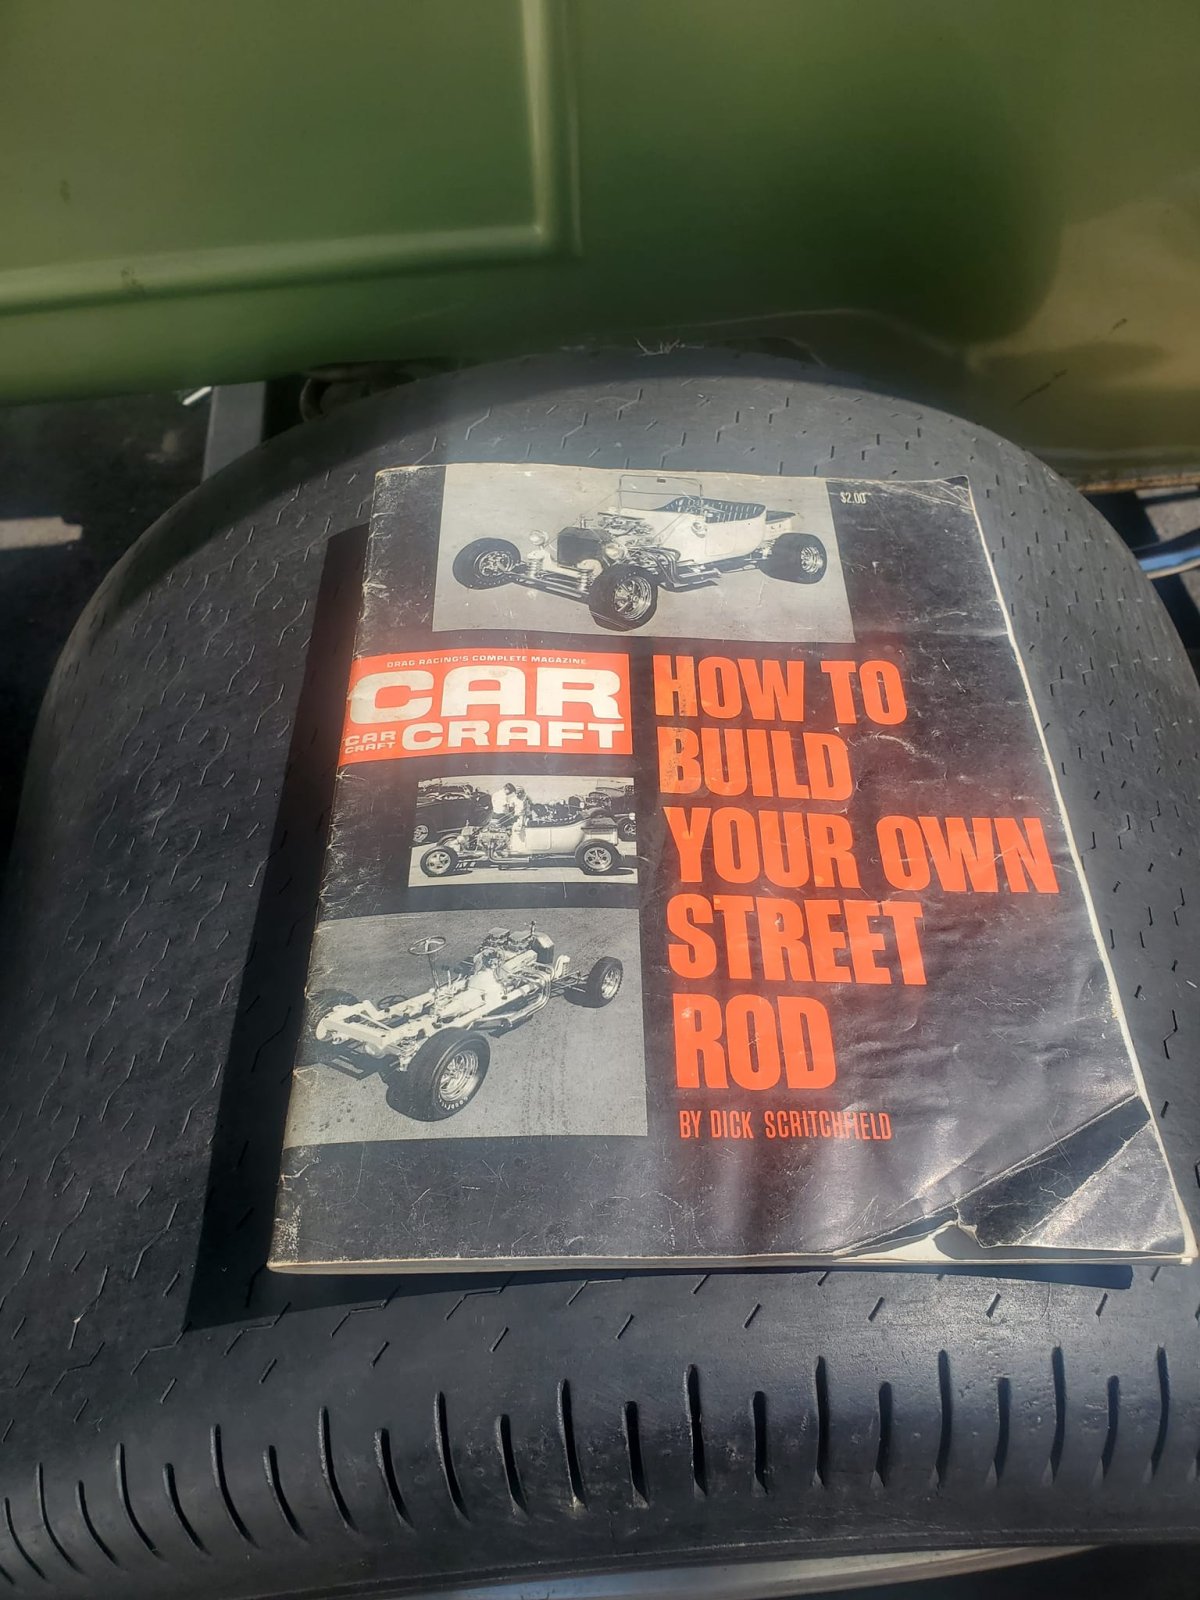 $2.00
DRAG RACING'S COMPLETE MAGAZINE
CAR
CAR
CRAFT
CRAFT
HOW TO
BUILD
YOUR OWN
STREET
ROD
BY DICK SCRITCHFIELD